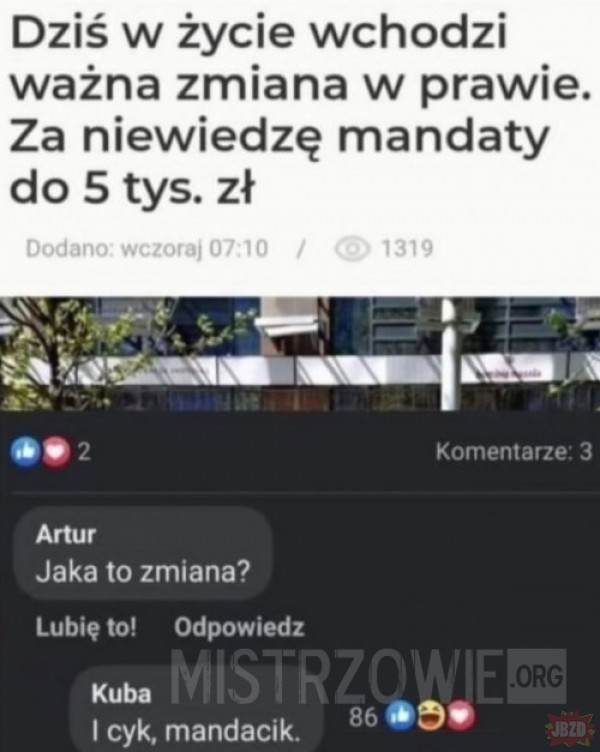 Dziś w życie wchodzi
ważna zmiana w prawie.
Za niewiedzę mandaty
do 5 tys. zł
Dodano: wczoraj 07:10 / 1319
2 Komentarze: 3
Artur
Jaka to zmiana?
Lubię to! Odpowiedz
MISTRZOWIE.ORG
Kuba
86
I cyk, mandacik.
JBZD